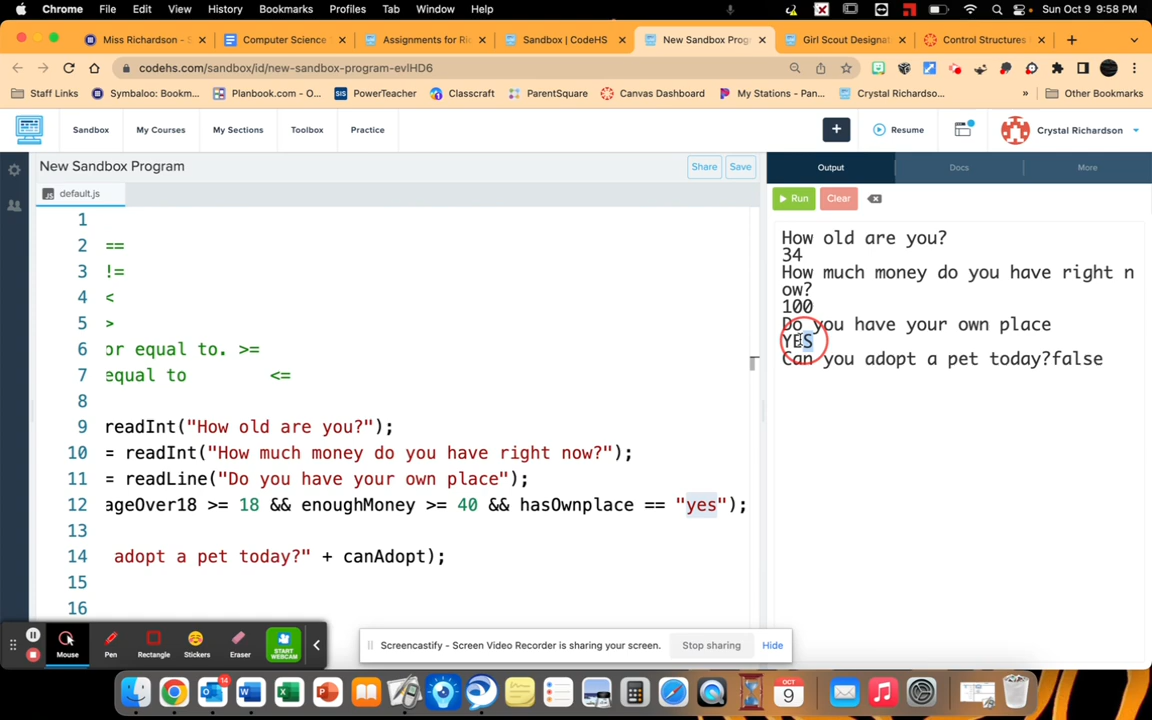 Chrome File Edit View History Bookmarks Profiles Tab Window Help Sun Oct 9 9:58 PM
Miss Richardson - S Computer Science Assignments for Ric Sandbox | CodeHS New Sandbox Prog Girl Scout Designat Control Structures
codehs.com/sandbox/id/new-sandbox-program-evlHD6
Staff Links Symbaloo: Bookm... Planbook.com - O... SIS PowerTeacher Classcraft ParentSquare Canvas Dashboard My Stations - Pan... Crystal Richardso... » Other Bookmarks
Sandbox My Courses My Sections Toolbox Practice + Resume Crystal Richardson
New Sandbox Program Share Save Output Docs More
default.js
Run Clear
1
2 ==
3 !=
4 <
5 >
6 or equal to. >=
7 equal to <=
8
9 readInt("How old are you?");
10 = readInt("How much money do you have right now?");
11 = readLine("Do you have your own place");
12 ageOver18 >= 18 && enoughMoney >= 40 && hasOwnplace == "yes");
13
14 adopt a pet today?" + canAdopt);
15
16
How old are you?
34
How much money do you have right n
ow?
100
Do you have your own place
YES
Can you adopt a pet today?false
Mouse Pen Rectangle Stickers Eraser START WEBCAM
Screencastify - Screen Video Recorder is sharing your screen. Stop sharing Hide
14
OCT
9